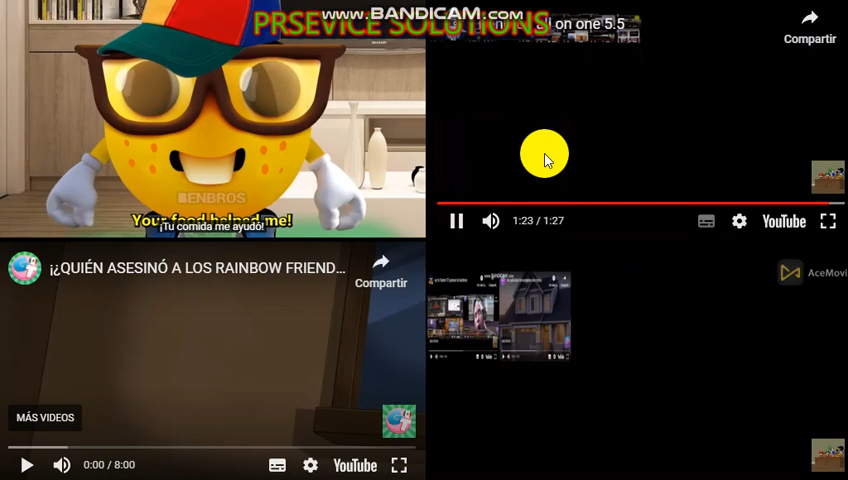 www.BANDICAM.com
PRSEVICE SOLUTIONS
on one 5.5
Compartir
BENBROS
Your food helped me!
¡Tu comida me ayudó!
1:23 / 1:27
YouTube
¡¿QUIÉN ASESINÓ A LOS RAINBOW FRIEND...
Compartir
AceMovi
MÁS VIDEOS
0:00 / 8:00
YouTube